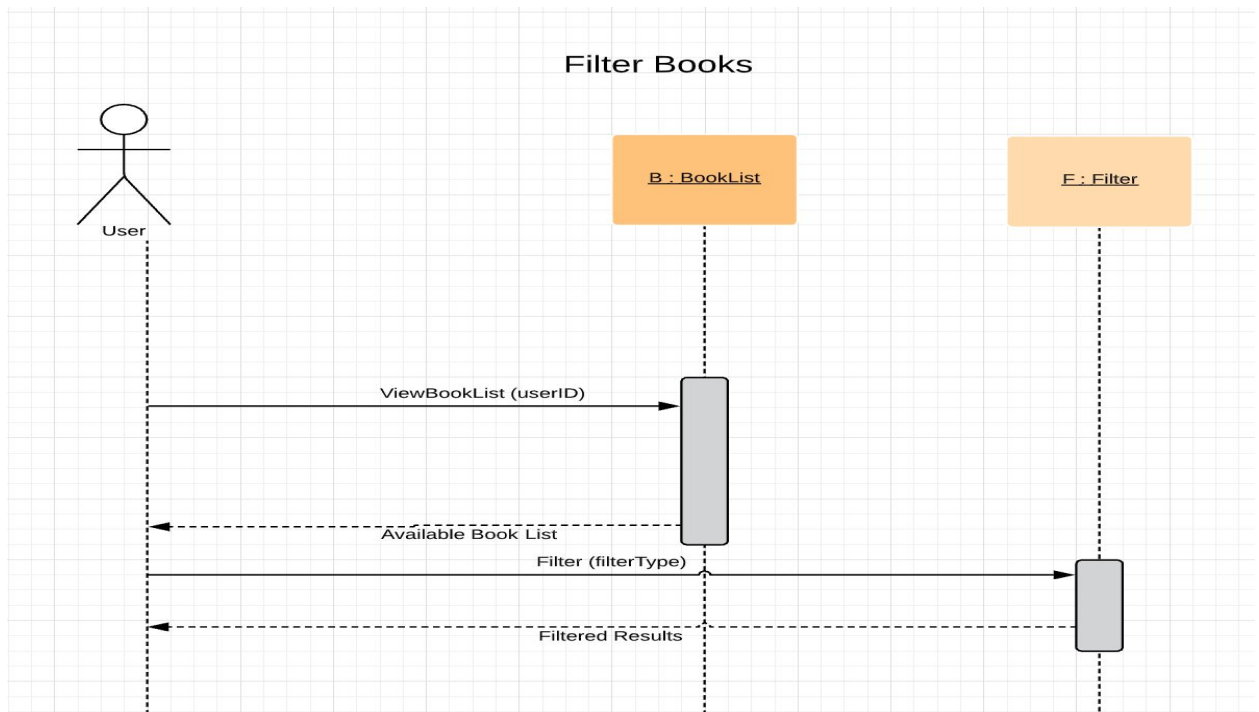 Filter Books
User
B : BookList
F : Filter
ViewBookList (userID)
Available Book List
Filter (filterType)
Filtered Results